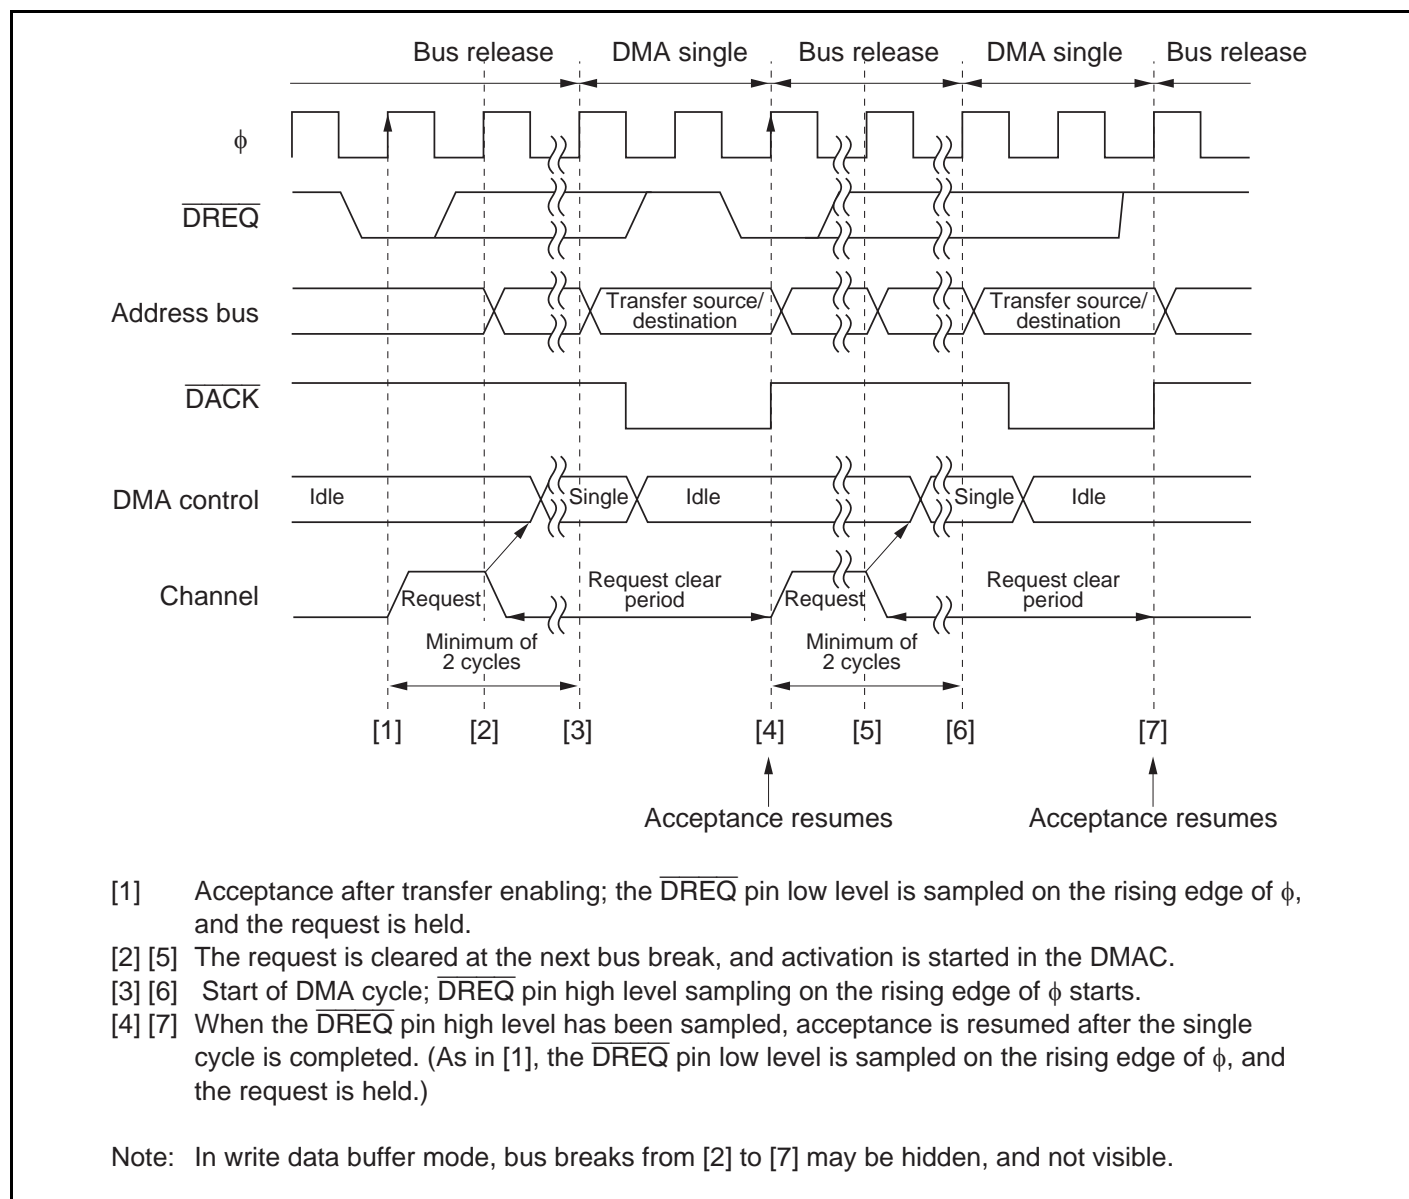 Bus release DMA single Bus release DMA single Bus release
ϕ
DREQ
Address bus
Transfer source/ Transfer source/
destination destination
DACK
DMA control
Idle Single Idle Single Idle
Channel
Request Request clear Request Request clear
period period
Minimum of Minimum of
2 cycles 2 cycles
[1] [2] [3] [4] [5] [6] [7]
Acceptance resumes Acceptance resumes
[1] Acceptance after transfer enabling; the DREQ pin low level is sampled on the rising edge of ϕ,
and the request is held.
[2] [5] The request is cleared at the next bus break, and activation is started in the DMAC.
[3] [6] Start of DMA cycle; DREQ pin high level sampling on the rising edge of ϕ starts.
[4] [7] When the DREQ pin high level has been sampled, acceptance is resumed after the single
cycle is completed. (As in [1], the DREQ pin low level is sampled on the rising edge of ϕ, and
the request is held.)
Note: In write data buffer mode, bus breaks from [2] to [7] may be hidden, and not visible.